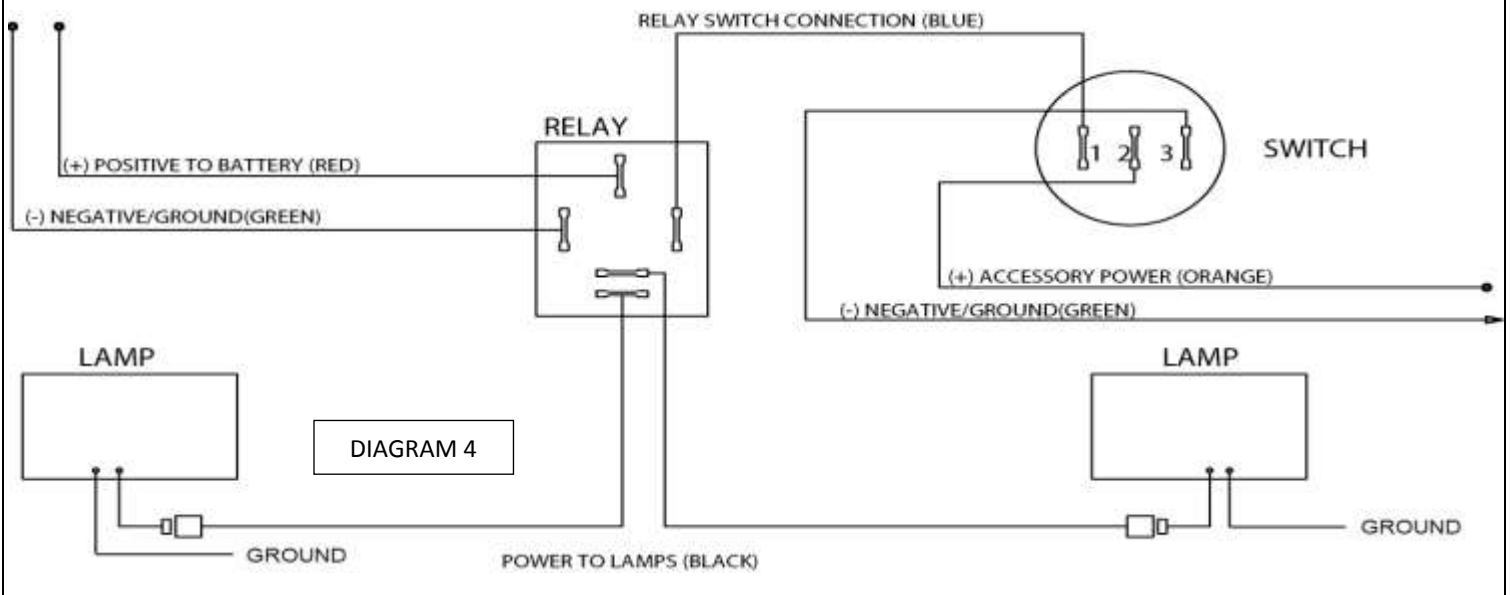 RELAY SWITCH CONNECTION (BLUE)
RELAY
1 2 3
SWITCH
(+) POSITIVE TO BATTERY (RED)
(-) NEGATIVE/GROUND(GREEN)
(+) ACCESSORY POWER (ORANGE)
(-) NEGATIVE/GROUND(GREEN)
LAMP
LAMP
DIAGRAM 4
GROUND
POWER TO LAMPS (BLACK)
GROUND